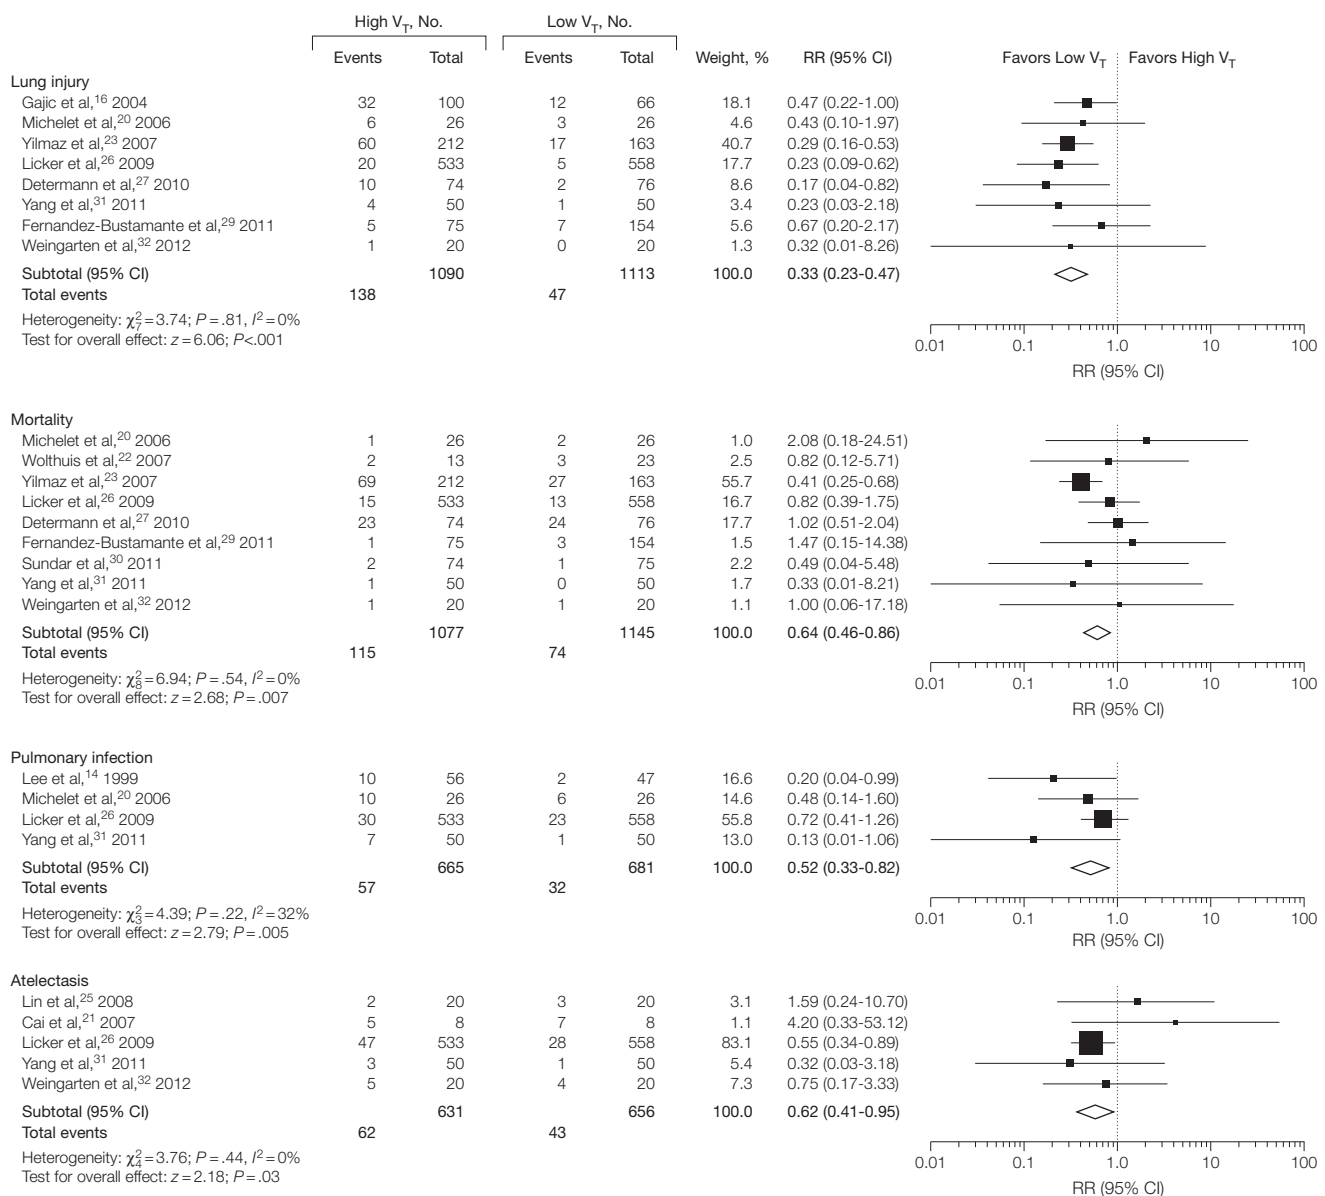 High VT, No. Low VT, No.
Events Total Events Total Weight, % RR (95% CI) Favors Low VT Favors High VT
Lung injury
Gajic et al,16 2004 32 100 12 66 18.1 0.47 (0.22-1.00)
Michelet et al,20 2006 6 26 3 26 4.6 0.43 (0.10-1.97)
Yilmaz et al,23 2007 60 212 17 163 40.7 0.29 (0.16-0.53)
Licker et al,26 2009 20 533 5 558 17.7 0.23 (0.09-0.62)
Determann et al,27 2010 10 74 2 76 8.6 0.17 (0.04-0.82)
Yang et al,31 2011 4 50 1 50 3.4 0.23 (0.03-2.18)
Fernandez-Bustamante et al,29 2011 5 75 7 154 5.6 0.67 (0.20-2.17)
Weingarten et al,32 2012 1 20 0 20 1.3 0.32 (0.01-8.26)
Subtotal (95% CI) 1090 1113 100.0 0.33 (0.23-0.47)
Total events 138 47
Heterogeneity: χ²₇=3.74; P=.81, I²=0%
Test for overall effect: z=6.06; P<.001
0.01 0.1 1.0 10 100
RR (95% CI)
Mortality
Michelet et al,20 2006 1 26 2 26 1.0 2.08 (0.18-24.51)
Wolthuis et al,22 2007 2 13 3 23 2.5 0.82 (0.12-5.71)
Yilmaz et al,23 2007 69 212 27 163 55.7 0.41 (0.25-0.68)
Licker et al,26 2009 15 533 13 558 16.7 0.82 (0.39-1.75)
Determann et al,27 2010 23 74 24 76 17.7 1.02 (0.51-2.04)
Fernandez-Bustamante et al,29 2011 1 75 3 154 1.5 1.47 (0.15-14.38)
Sundar et al,30 2011 2 74 1 75 2.2 0.49 (0.04-5.48)
Yang et al,31 2011 1 50 0 50 1.7 0.33 (0.01-8.21)
Weingarten et al,32 2012 1 20 1 20 1.1 1.00 (0.06-17.18)
Subtotal (95% CI) 1077 1145 100.0 0.64 (0.46-0.86)
Total events 115 74
Heterogeneity: χ²₈=6.94; P=.54, I²=0%
Test for overall effect: z=2.68; P=.007
0.01 0.1 1.0 10 100
RR (95% CI)
Pulmonary infection
Lee et al,14 1999 10 56 2 47 16.6 0.20 (0.04-0.99)
Michelet et al,20 2006 10 26 6 26 14.6 0.48 (0.14-1.60)
Licker et al,26 2009 30 533 23 558 55.8 0.72 (0.41-1.26)
Yang et al,31 2011 7 50 1 50 13.0 0.13 (0.01-1.06)
Subtotal (95% CI) 665 681 100.0 0.52 (0.33-0.82)
Total events 57 32
Heterogeneity: χ²₃=4.39; P=.22, I²=32%
Test for overall effect: z=2.79; P=.005
0.01 0.1 1.0 10 100
RR (95% CI)
Atelectasis
Lin et al,25 2008 2 20 3 20 3.1 1.59 (0.24-10.70)
Cai et al,21 2007 5 8 7 8 1.1 4.20 (0.33-53.12)
Licker et al,26 2009 47 533 28 558 83.1 0.55 (0.34-0.89)
Yang et al,31 2011 3 50 1 50 5.4 0.32 (0.03-3.18)
Weingarten et al,32 2012 5 20 4 20 7.3 0.75 (0.17-3.33)
Subtotal (95% CI) 631 656 100.0 0.62 (0.41-0.95)
Total events 62 43
Heterogeneity: χ²₄=3.76; P=.44, I²=0%
Test for overall effect: z=2.18; P=.03
0.01 0.1 1.0 10 100
RR (95% CI)